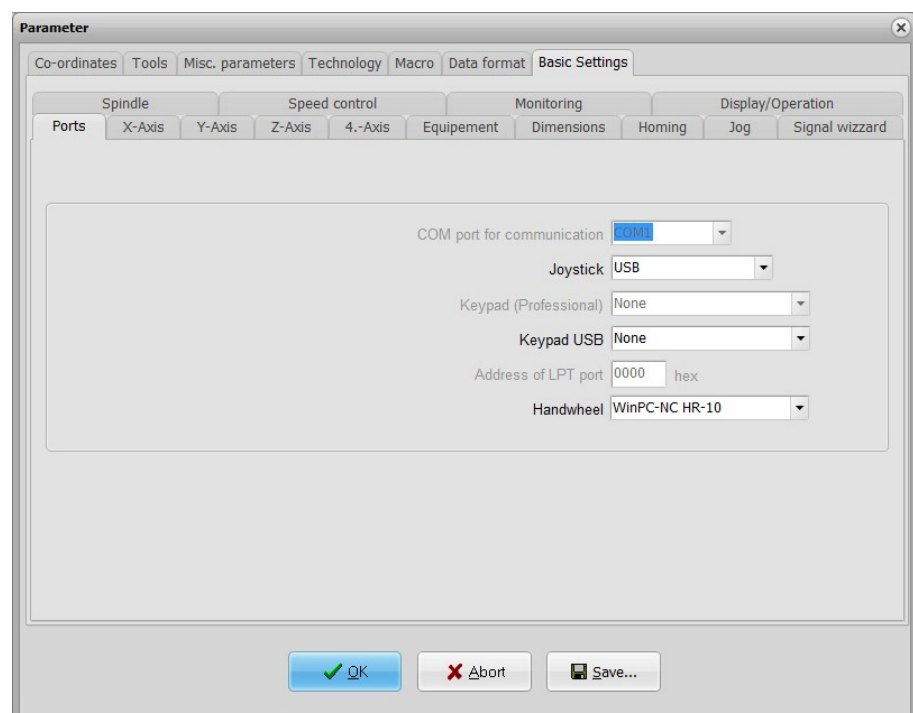 Parameter
Co-ordinates Tools Misc. parameters Technology Macro Data format Basic Settings
Spindle Speed control Monitoring Display/Operation
Ports X-Axis Y-Axis Z-Axis 4.-Axis Equipement Dimensions Homing Jog Signal wizzard
COM port for communication COM1
Joystick USB
Keypad (Professional) None
Keypad USB None
Address of LPT port 0000 hex
Handwheel WinPC-NC HR-10
OK Abort Save...